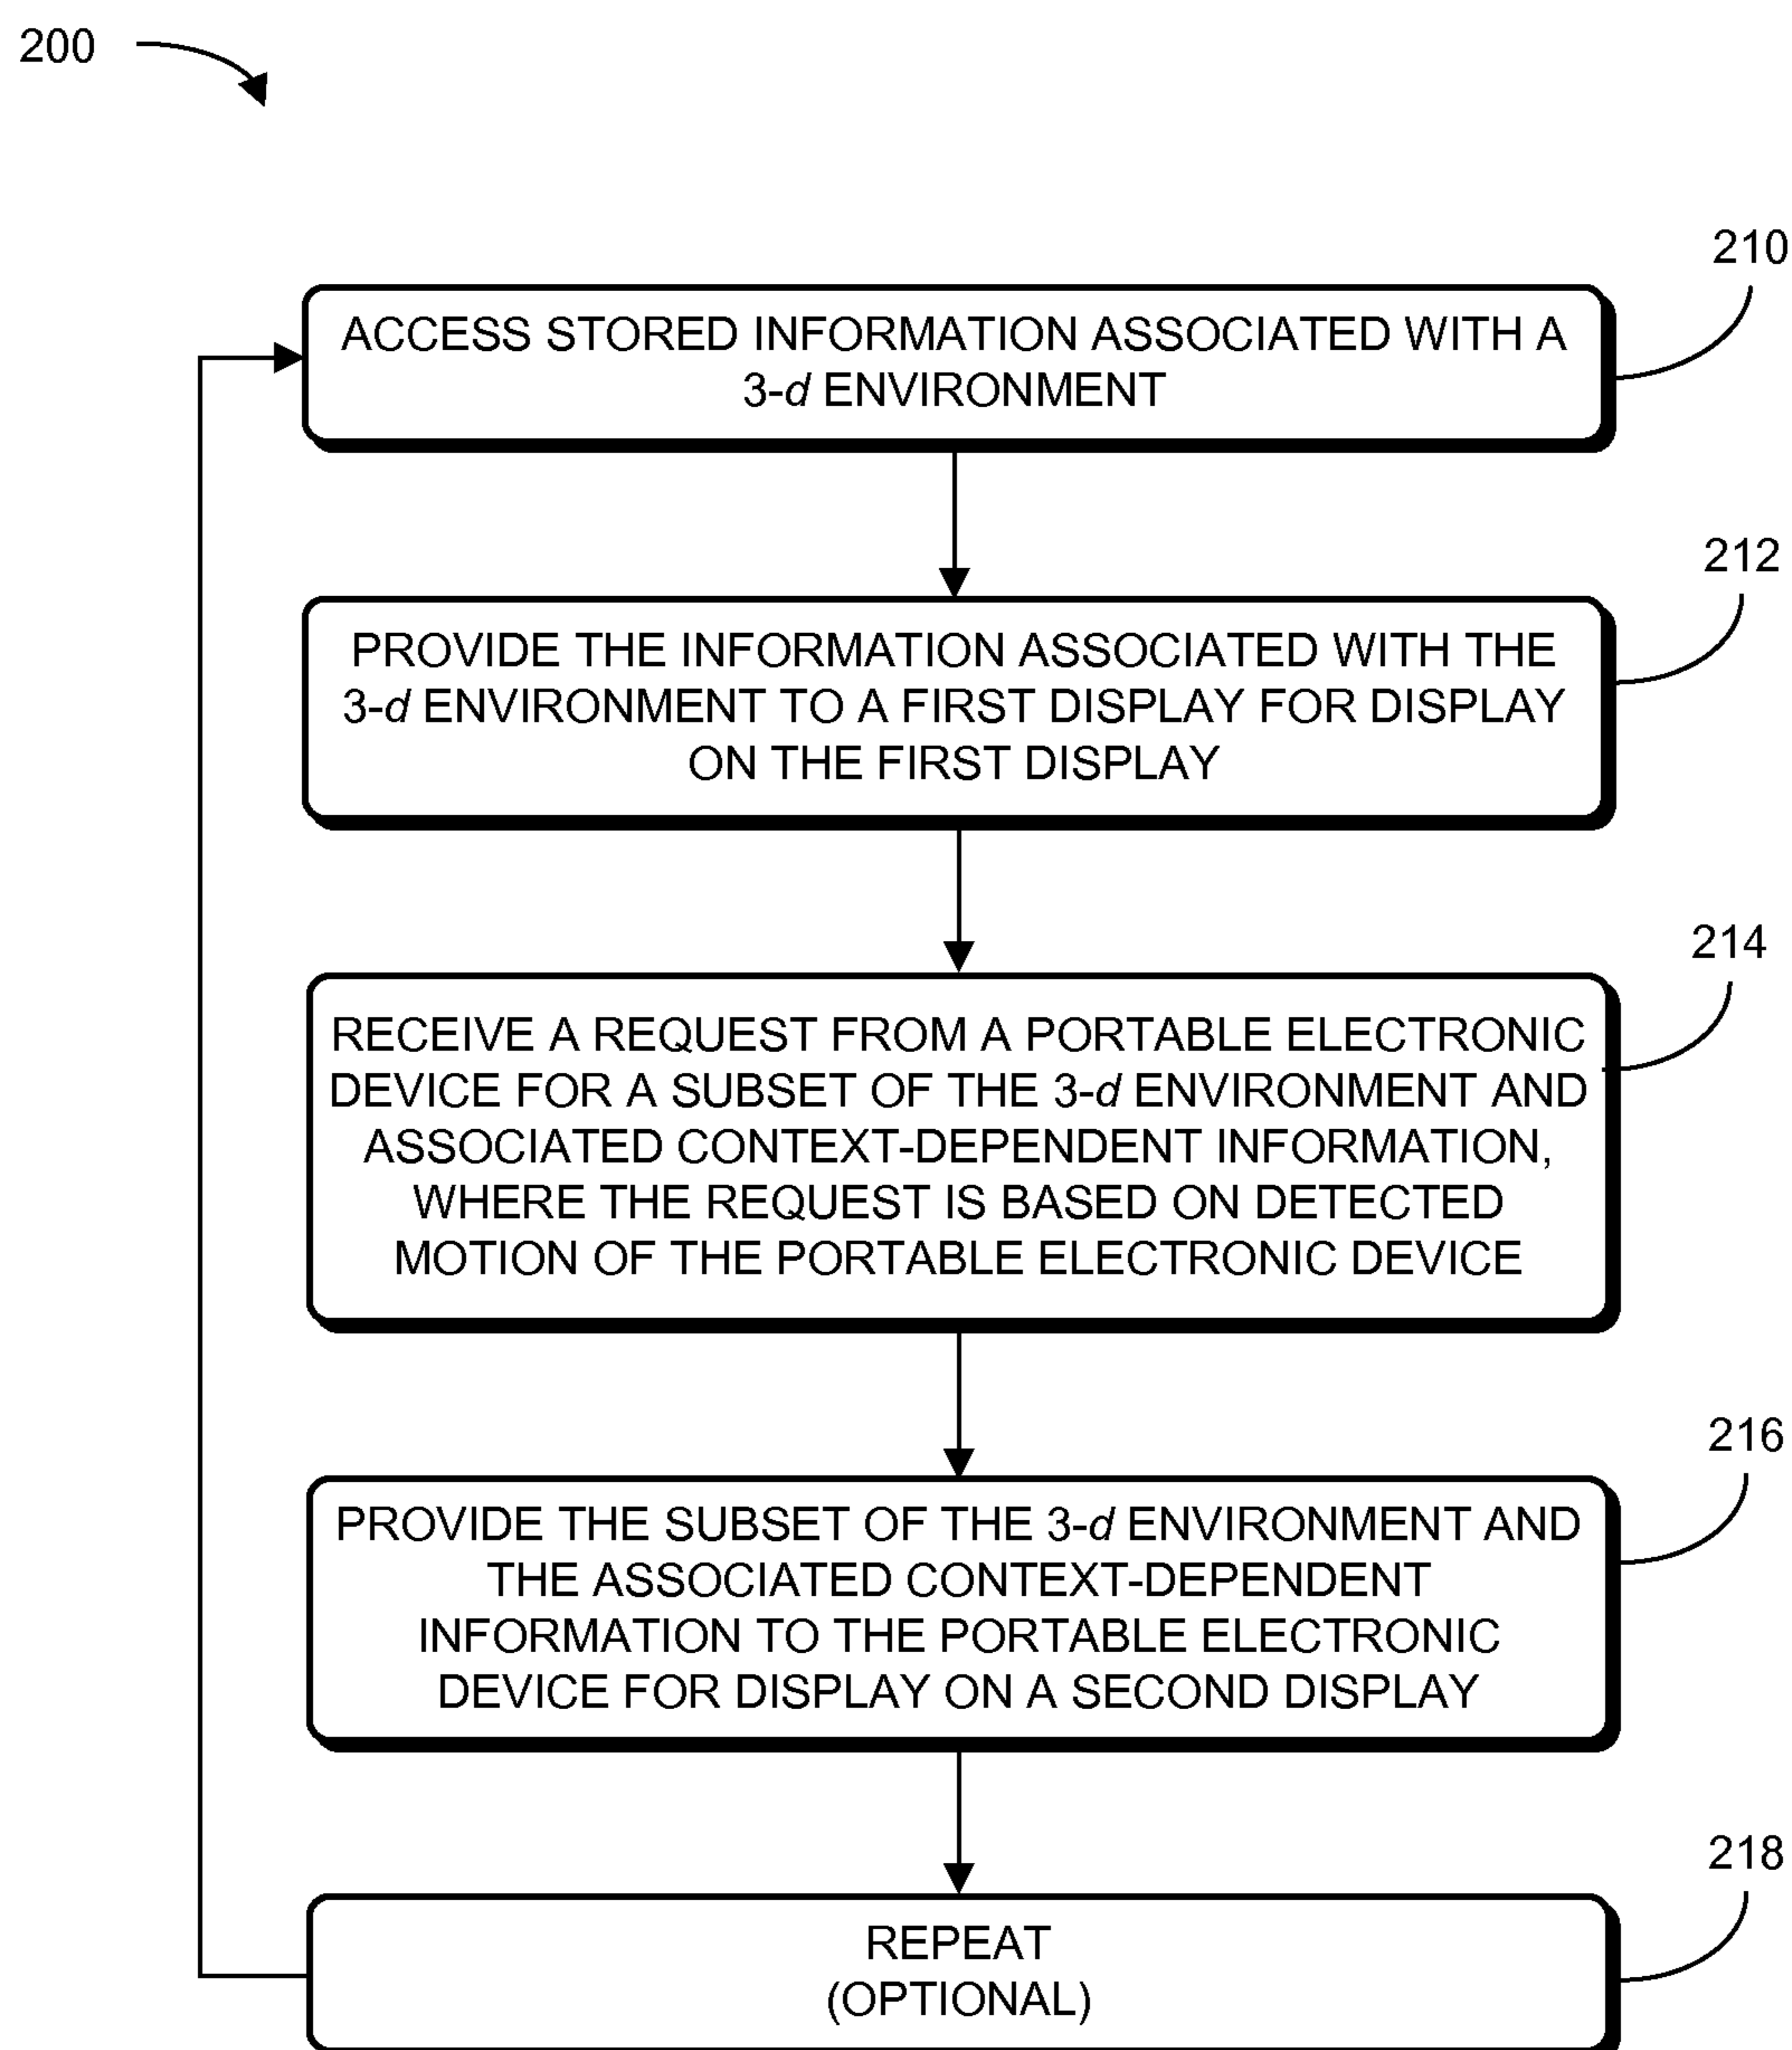 200
210
ACCESS STORED INFORMATION ASSOCIATED WITH A
3-d ENVIRONMENT
212
PROVIDE THE INFORMATION ASSOCIATED WITH THE
3-d ENVIRONMENT TO A FIRST DISPLAY FOR DISPLAY
ON THE FIRST DISPLAY
214
RECEIVE A REQUEST FROM A PORTABLE ELECTRONIC
DEVICE FOR A SUBSET OF THE 3-d ENVIRONMENT AND
ASSOCIATED CONTEXT-DEPENDENT INFORMATION,
WHERE THE REQUEST IS BASED ON DETECTED
MOTION OF THE PORTABLE ELECTRONIC DEVICE
216
PROVIDE THE SUBSET OF THE 3-d ENVIRONMENT AND
THE ASSOCIATED CONTEXT-DEPENDENT
INFORMATION TO THE PORTABLE ELECTRONIC
DEVICE FOR DISPLAY ON A SECOND DISPLAY
218
REPEAT
(OPTIONAL)